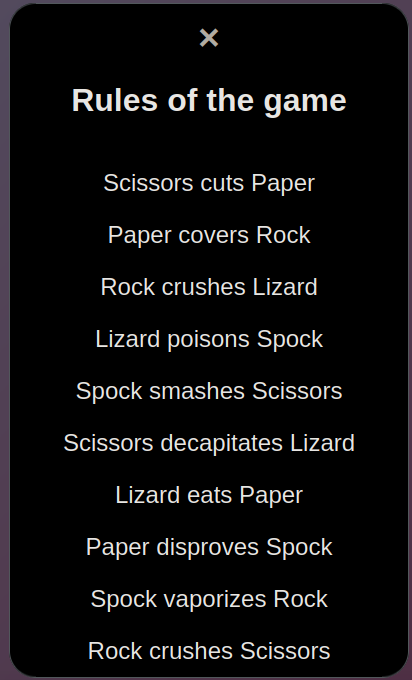 ×
Rules of the game
Scissors cuts Paper
Paper covers Rock
Rock crushes Lizard
Lizard poisons Spock
Spock smashes Scissors
Scissors decapitates Lizard
Lizard eats Paper
Paper disproves Spock
Spock vaporizes Rock
Rock crushes Scissors